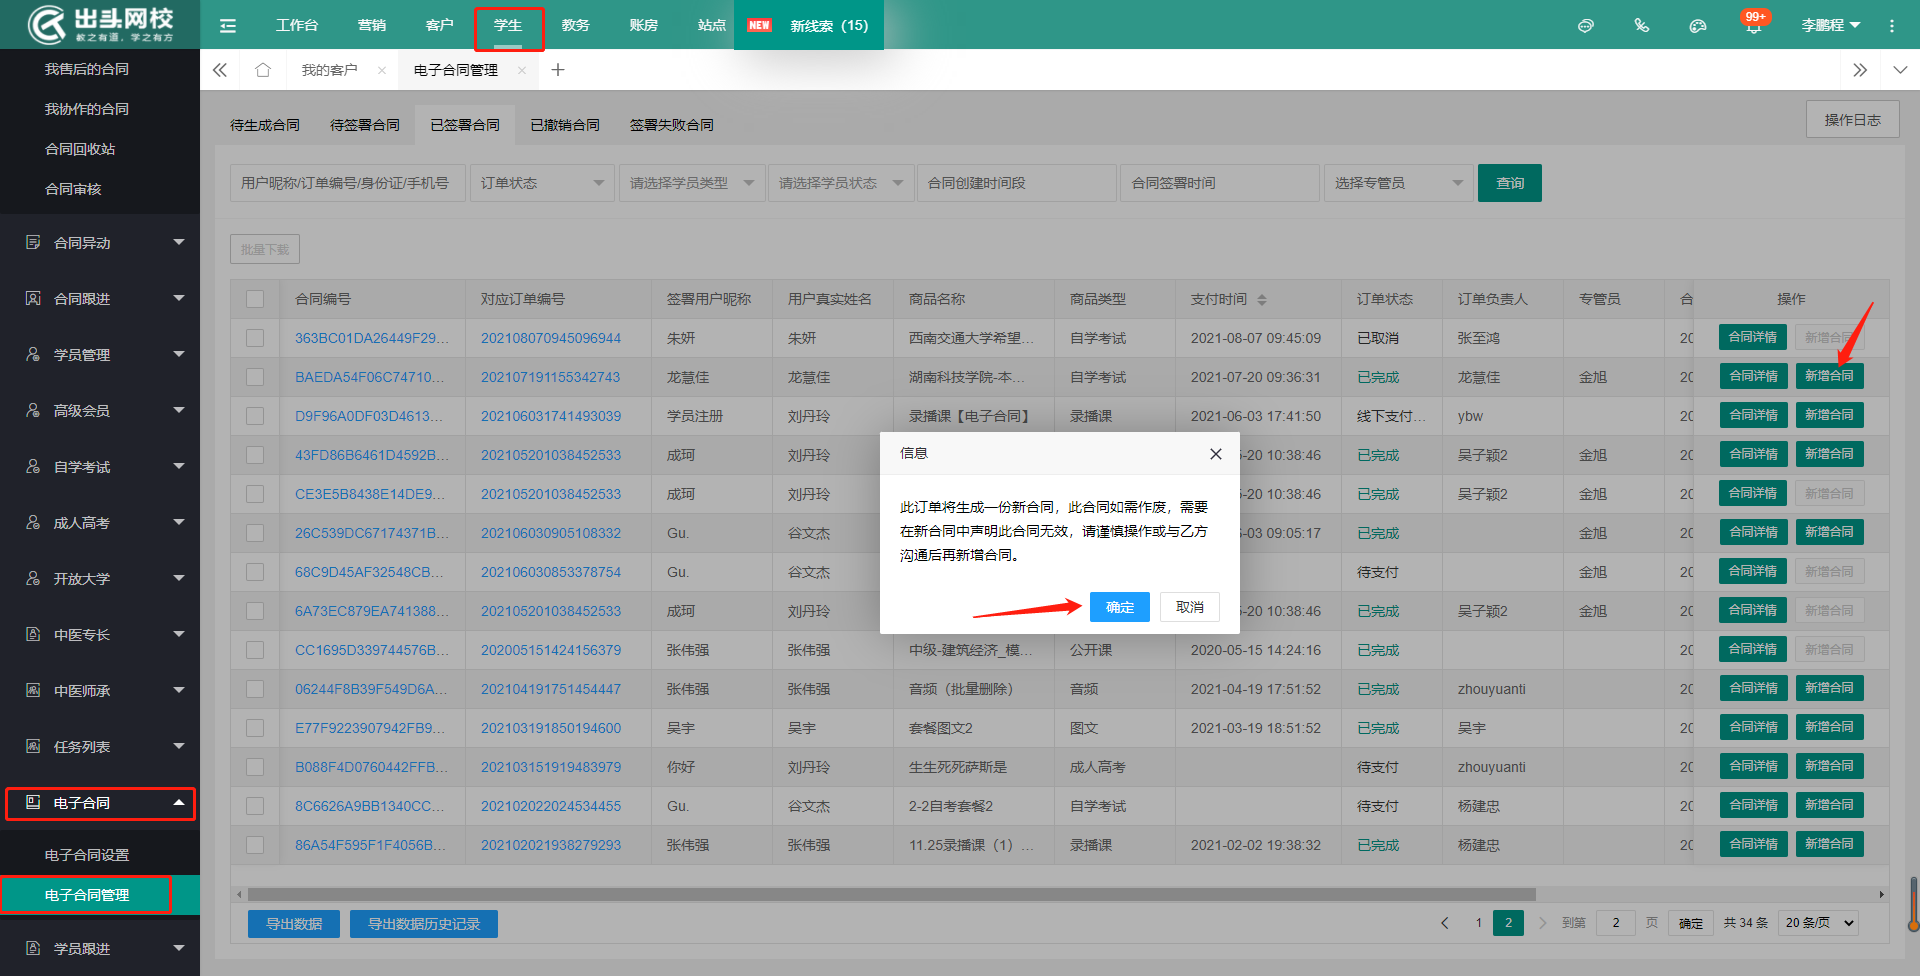 出头网校
教之有道，学之有方
工作台
营销
客户
学生
教务
账房
站点
NEW
新线索（15）
99+
李鹏程
我售后的合同
我协作的合同
合同回收站
合同审核
合同异动
合同跟进
学员管理
高级会员
自学考试
成人高考
开放大学
中医专长
中医师承
任务列表
电子合同
电子合同设置
电子合同管理
学员跟进
我的客户
电子合同管理
待生成合同
待签署合同
已签署合同
已撤销合同
签署失败合同
操作日志
用户昵称/订单编号/身份证/手机号
订单状态
请选择学员类型
请选择学员状态
合同创建时间段
合同签署时间
选择专管员
查询
批量下载
合同编号 对应订单编号 签署用户昵称 用户真实姓名 商品名称 商品类型 支付时间 订单状态 订单负责人 专管员 合 操作
363BC01DA26449F29... 202108070945096944 朱妍 朱妍 西南交通大学希望... 自学考试 2021-08-07 09:45:09 已取消 张至鸿 20 合同详情 新增合同
BAEDA54F06C74710... 202107191155342743 龙慧佳 龙慧佳 湖南科技学院-本... 自学考试 2021-07-20 09:36:31 已完成 龙慧佳 金旭 20 合同详情 新增合同
D9F96A0DF03D4613... 202106031741493039 学员注册 刘丹玲 录播课【电子合同】 录播课 2021-06-03 17:41:50 线下支付... ybw 20 合同详情 新增合同
43FD86B6461D4592B... 202105201038452533 成珂 刘丹玲 5-20 10:38:46 已完成 吴子颖2 金旭 20 合同详情 新增合同
CE3E5B8438E14DE9... 202105201038452533 成珂 刘丹玲 5-20 10:38:46 已完成 吴子颖2 金旭 20 合同详情 新增合同
26C539DC67174371B... 202106030905108332 Gu. 谷文杰 6-03 09:05:17 已完成 金旭 20 合同详情 新增合同
68C9D45AF32548CB... 202106030853378754 Gu. 谷文杰 待支付 金旭 20 合同详情 新增合同
6A73EC879EA741388... 202105201038452533 成珂 刘丹玲 5-20 10:38:46 已完成 吴子颖2 金旭 20 合同详情 新增合同
CC1695D339744576B... 202005151424156379 张伟强 张伟强 中级-建筑经济_模... 公开课 2020-05-15 14:24:16 已完成 20 合同详情 新增合同
06244F8B39F549D6A... 202104191751454447 张伟强 张伟强 音频（批量删除） 音频 2021-04-19 17:51:52 已完成 zhouyuanti 20 合同详情 新增合同
E77F9223907942FB9... 202103191850194600 吴宇 吴宇 套餐图文2 图文 2021-03-19 18:51:52 已完成 吴宇 20 合同详情 新增合同
B088F4D0760442FFB... 202103151919483979 你好 刘丹玲 生生死死萨斯是 成人高考 待支付 zhouyuanti 20 合同详情 新增合同
8C6626A9BB1340CC... 202102022024534455 Gu. 谷文杰 2-2自考套餐2 自学考试 待支付 杨建忠 20 合同详情 新增合同
86A54F595F1F4056B... 202102021938279293 张伟强 张伟强 11.25录播课（1）... 录播课 2021-02-02 19:38:32 已完成 杨建忠 20 合同详情 新增合同
信息
此订单将生成一份新合同，此合同如需作废，需要
在新合同中声明此合同无效，请谨慎操作或与乙方
沟通后再新增合同。
确定
取消
导出数据
导出数据历史记录
1 2 到第 2 页 确定 共 34 条 20 条/页